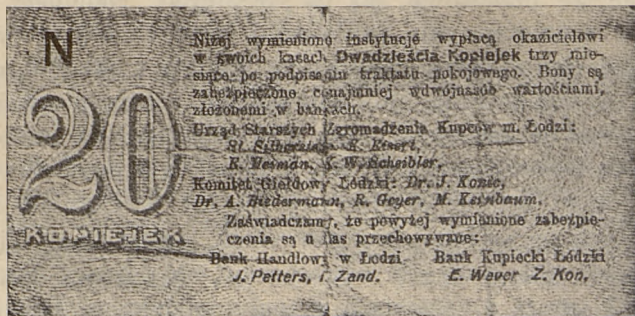 N
20
KOPIEJEK
Niżej wymienione instytucje wypłacą okazicielowi
w swoich kasach Dwadzieścia Kopiejek trzy mie-
siące po podpisaniu traktatu pokojowego. Bony są
zabezpieczone conajmniej wdwójnasób wartościami,
złożonemi w bankach.
Urząd Starszych Zgromadzenia Kupców m. Łodzi:
St. Silberstein, K. Eisert,
R. K. W. Scheibler,
Komitet Giełdowy Łódzki: Dr. J. Konic,
Dr. A. Biedermann, R. Geyer, M. Kernbaum.
Zaświadczamy, że powyżej wymienione zabezpie-
czenia są u nas przechowywane:
Bank Handlowy w Łodzi Bank Kupiecki Łódzki
J. Petters, T. Zand. E. Wever Z. Kon.